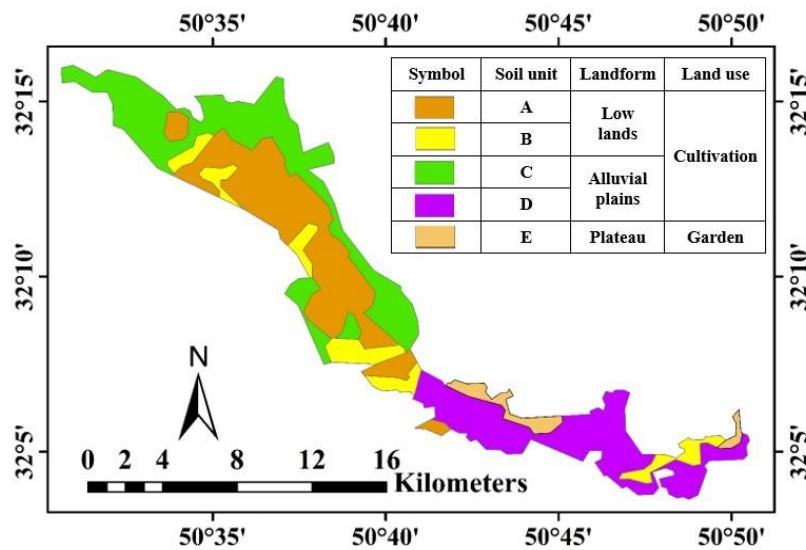 50°35' 50°40' 50°45' 50°50'
32°15' 32°15'
Symbol Soil unit Landform Land use
A Low lands Cultivation
B
C Alluvial plains
D
E Plateau Garden
32°10' 32°10'
N
32°5' 32°5'
0 2 4 8 12 16
Kilometers
50°35' 50°40' 50°45' 50°50'